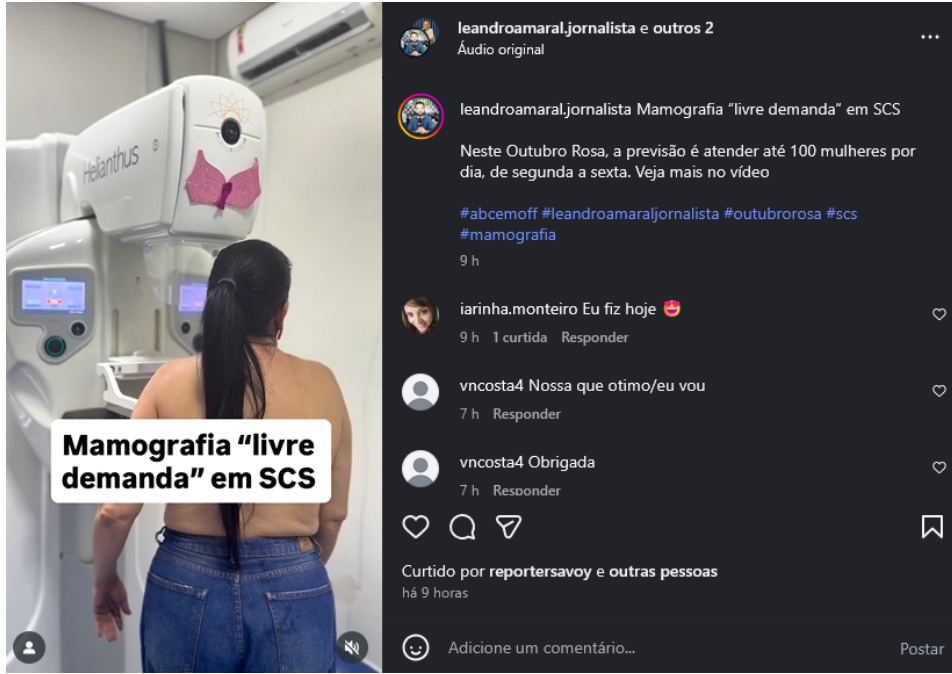 Helianthus
Mamografia “livre
demanda” em SCS
leandroamaral.jornalista e outros 2
Áudio original
leandroamaral.jornalista Mamografia “livre demanda” em SCS
Neste Outubro Rosa, a previsão é atender até 100 mulheres por
dia, de segunda a sexta. Veja mais no vídeo
#abcemoff #leandroamaraljornalista #outubrorosa #scs
#mamografia
9 h
iarinha.monteiro Eu fiz hoje 🤩
9 h 1 curtida Responder
vncosta4 Nossa que otimo/eu vou
7 h Responder
vncosta4 Obrigada
7 h Responder
Curtido por reportersavoy e outras pessoas
há 9 horas
Adicione um comentário...
Postar